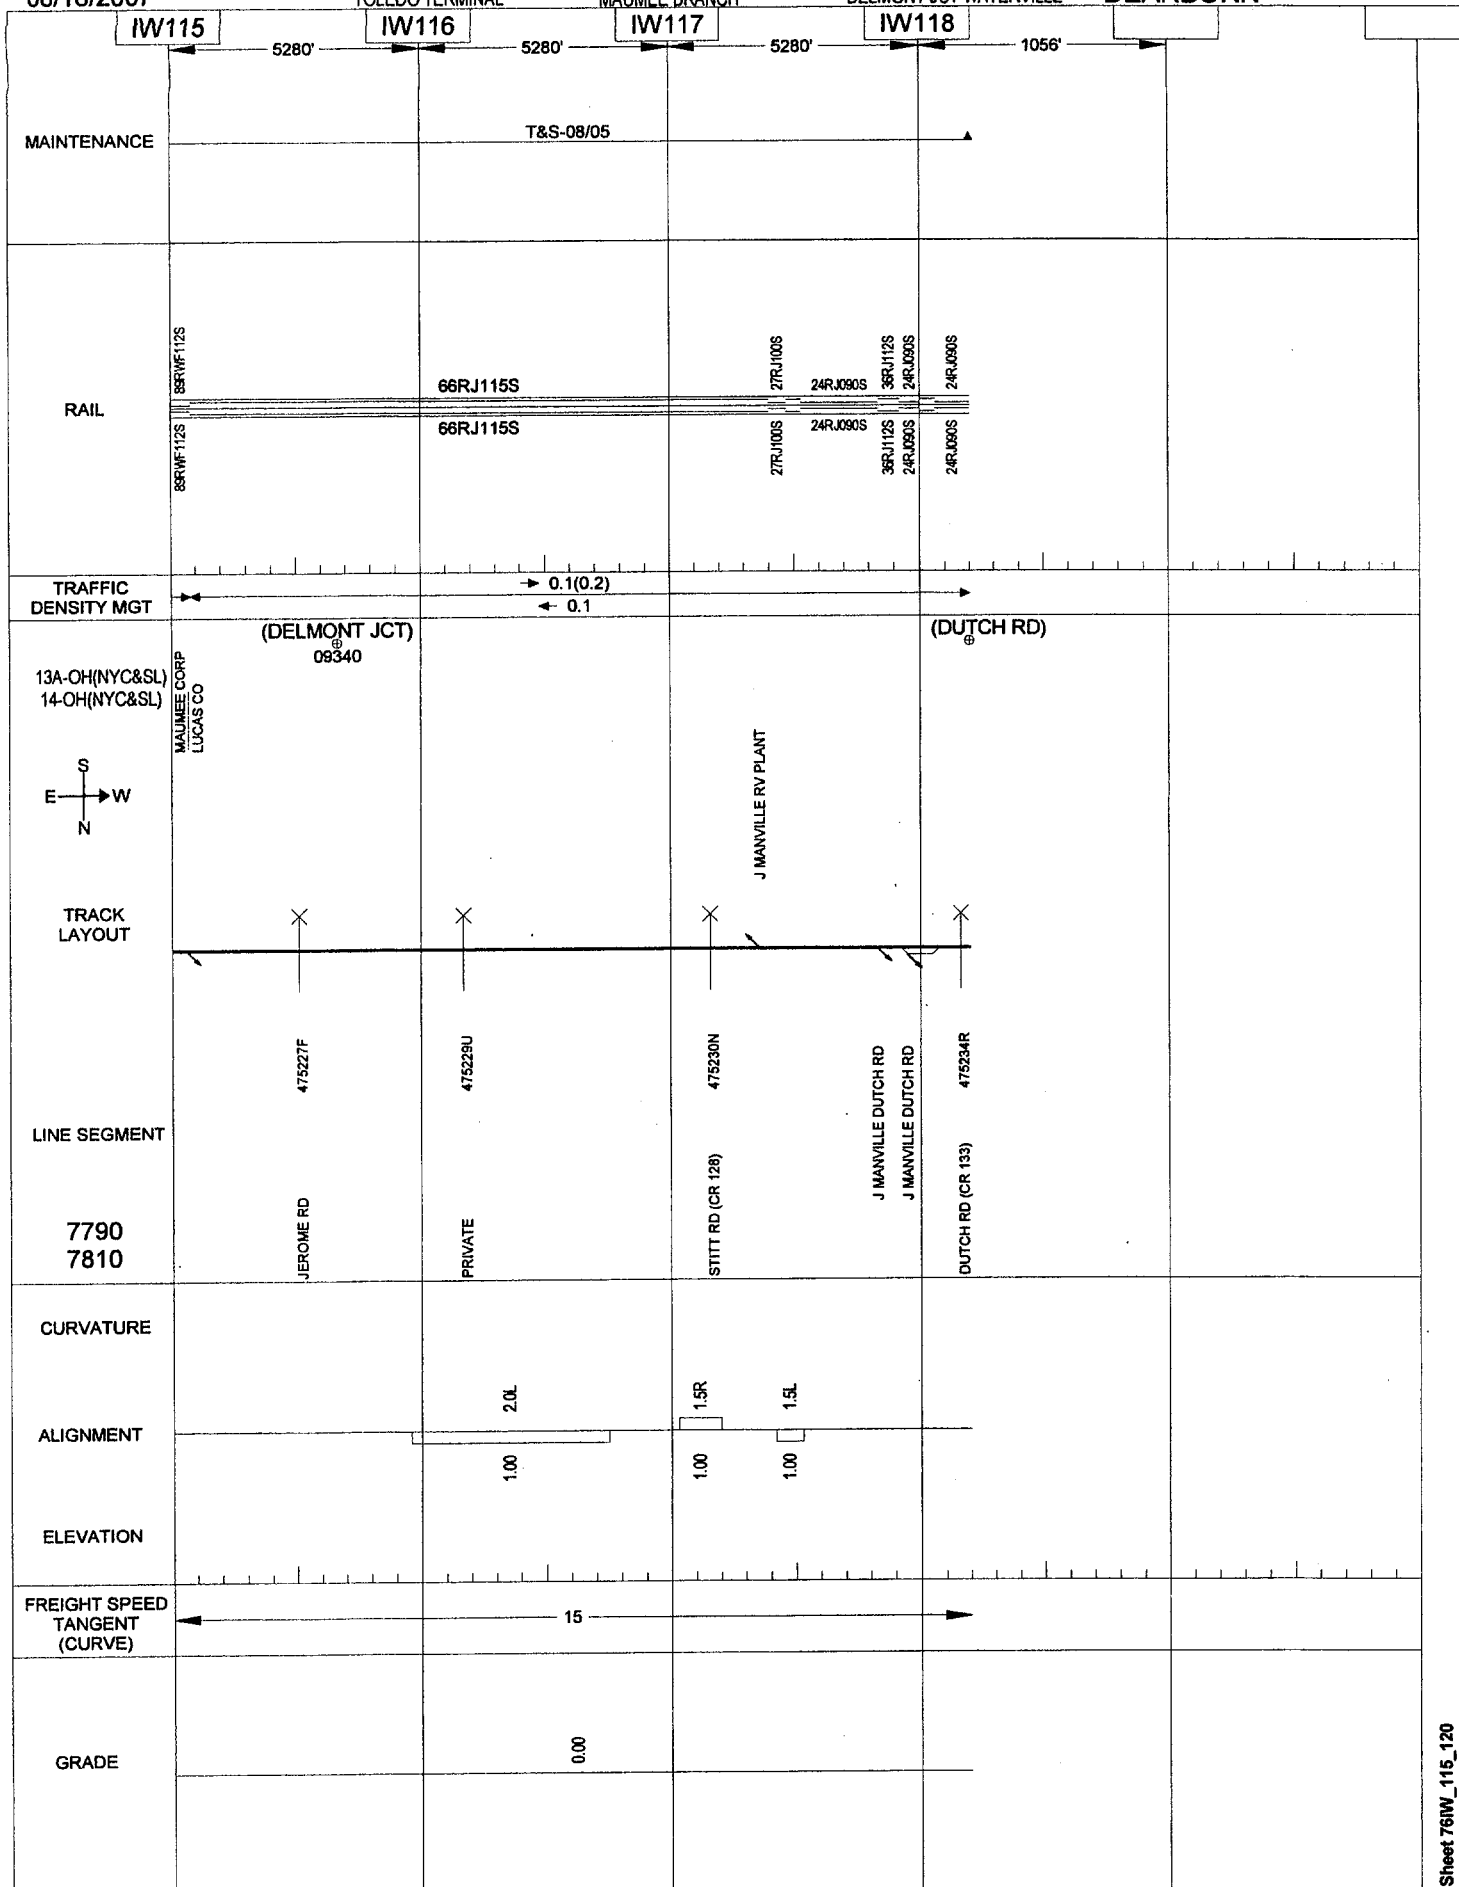 IW115
IW116
IW117
IW118
5280'
5280'
5280'
1056'
MAINTENANCE
T&S-08/05
RAIL
89RWF112S
66RJ115S
27RJ100S
24RJ090S
36RJ112S
24RJ090S
24RJ090S
89RWF112S
66RJ115S
27RJ100S
24RJ090S
36RJ112S
24RJ090S
24RJ090S
TRAFFIC
DENSITY MGT
0.1(0.2)
0.1
(DELMONT JCT)
09340
(DUTCH RD)
13A-OH(NYC&SL)
14-OH(NYC&SL)
MAUMEE CORP
LUCAS CO
S
E W
N
J MANVILLE RV PLANT
TRACK
LAYOUT
475227F
475229U
475230N
475234R
LINE SEGMENT
7790
7810
JEROME RD
PRIVATE
STITT RD (CR 128)
J MANVILLE DUTCH RD
J MANVILLE DUTCH RD
DUTCH RD (CR 133)
CURVATURE
2.0L
1.5R
1.5L
ALIGNMENT
1.00
1.00
1.00
ELEVATION
FREIGHT SPEED
TANGENT
(CURVE)
15
GRADE
0.00
Sheet 76IW_115_120